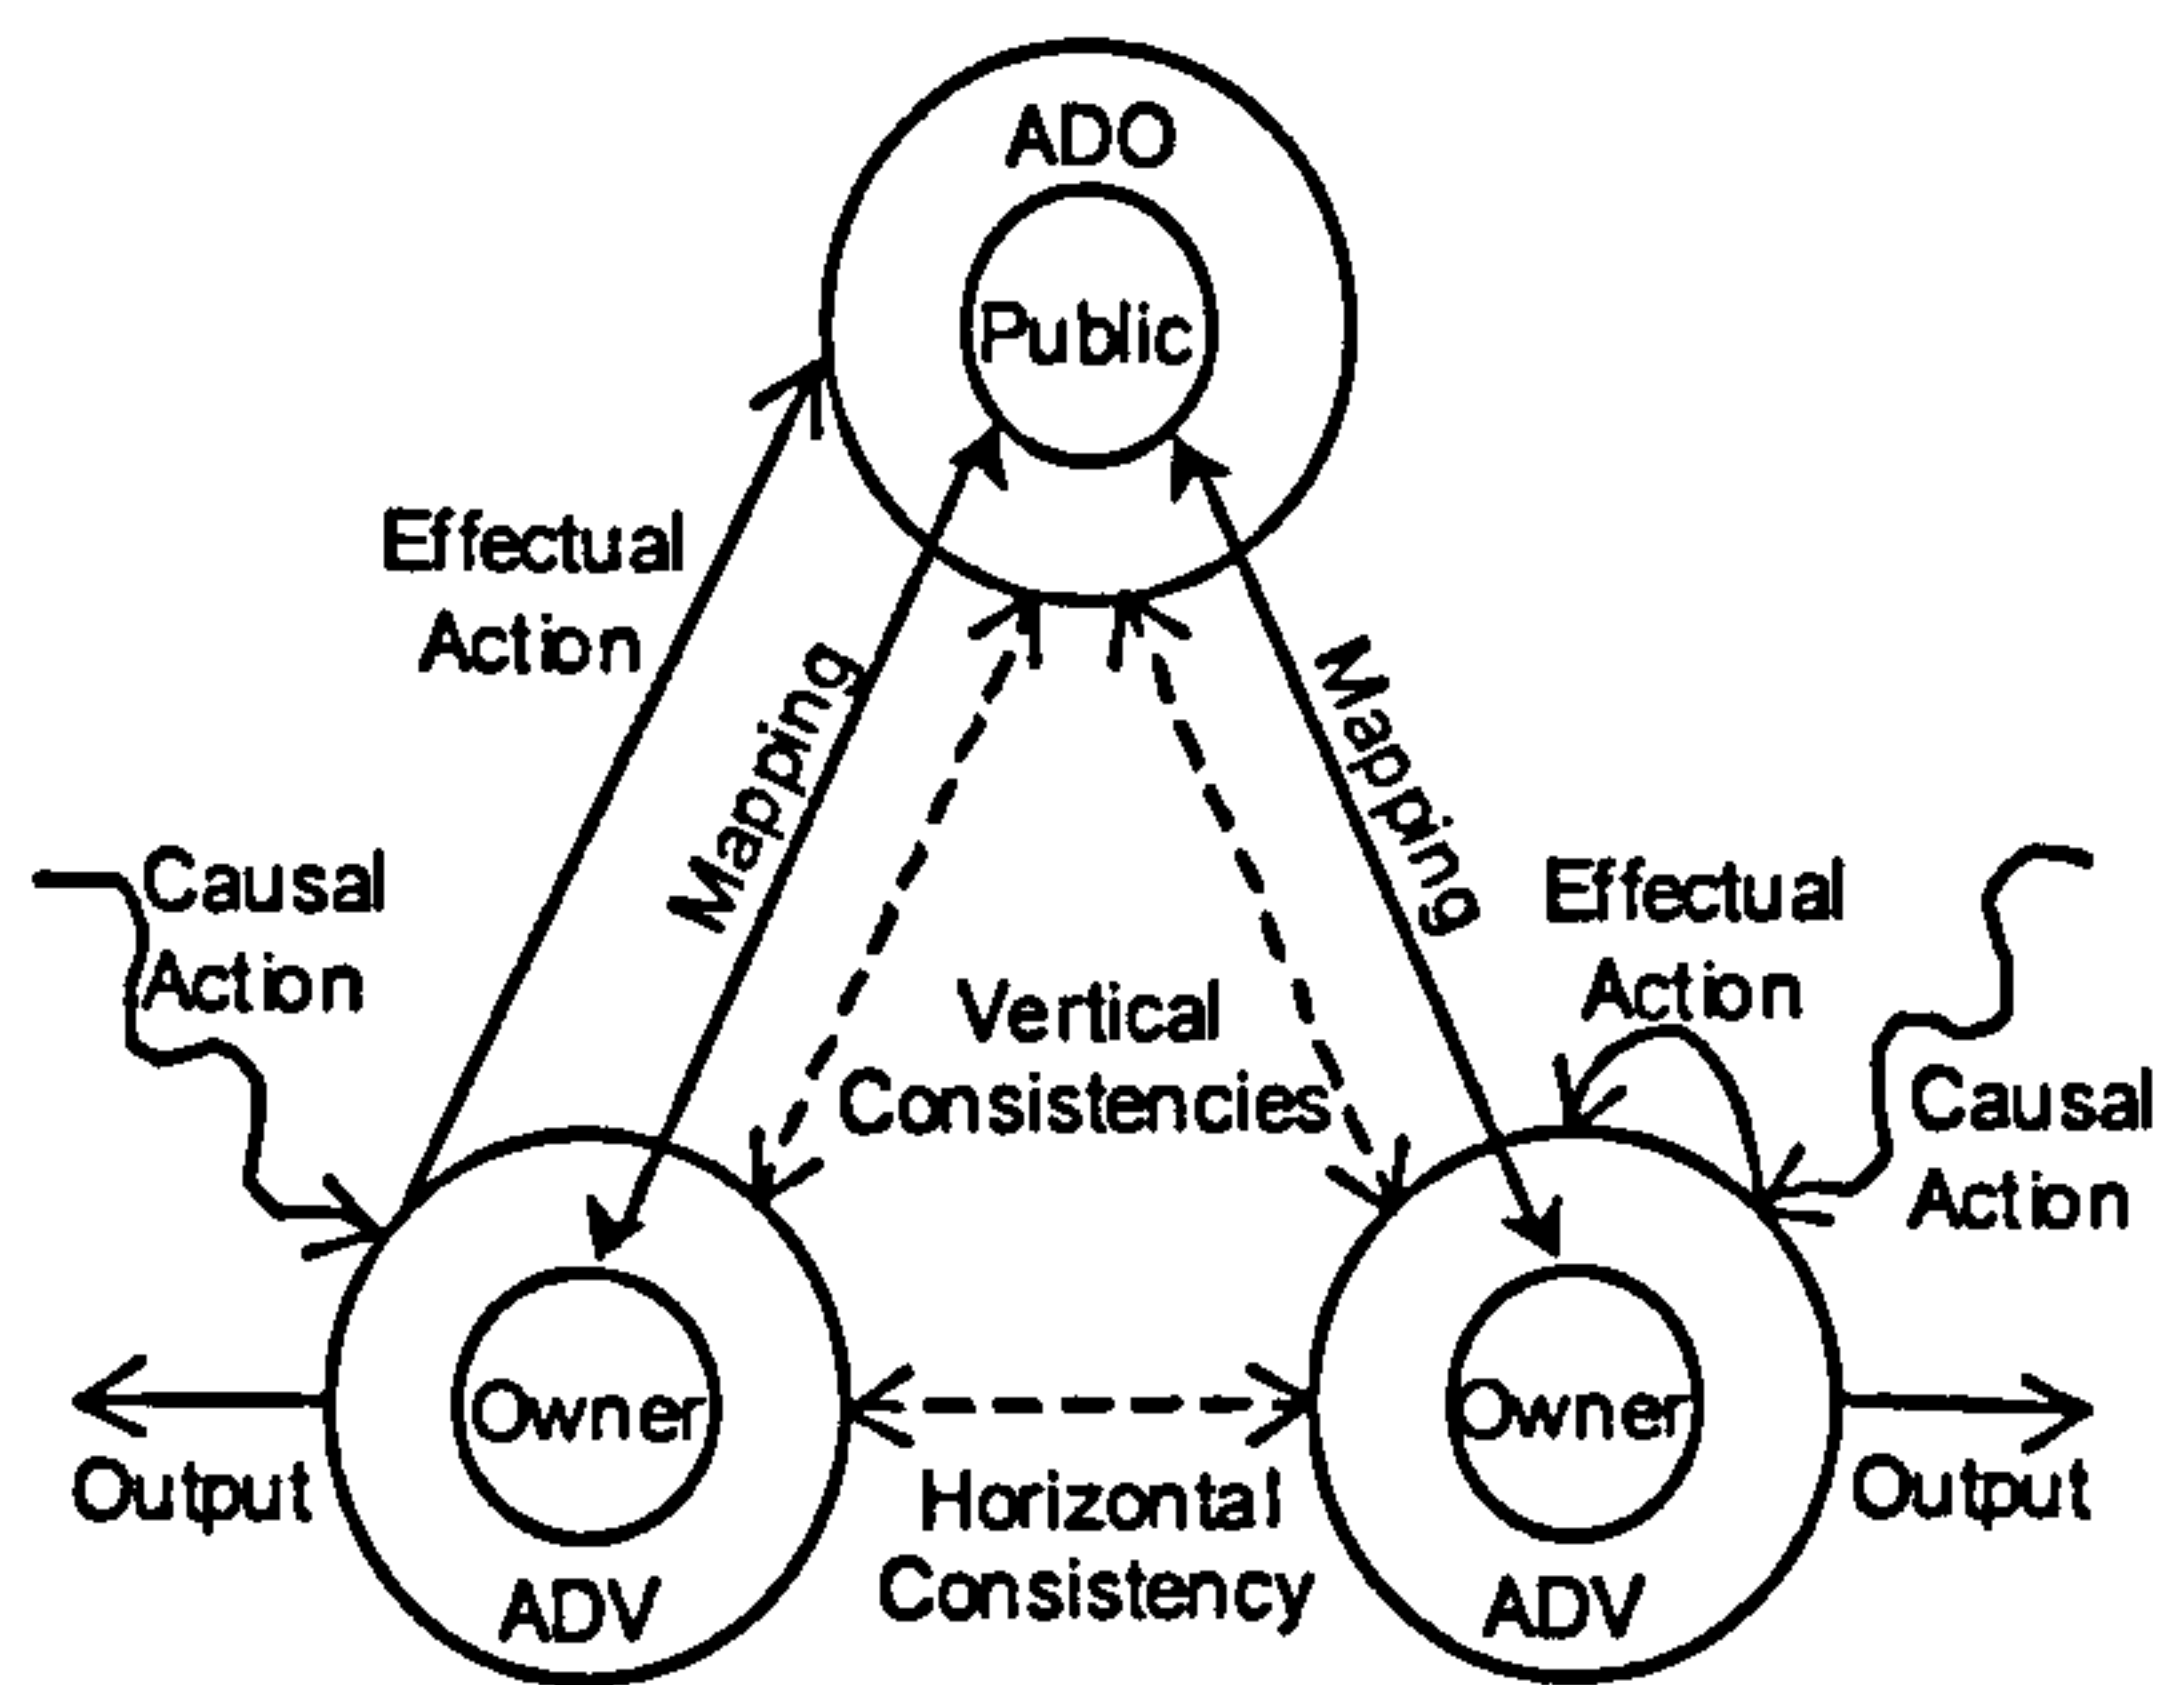 ADO
Public
Effectual
Action
Mapping
Mapping
Causal
Action
Effectual
Action
Vertical
Consistencies
Causal
Action
Owner
Owner
Output
Horizontal
Consistency
Output
ADV
ADV